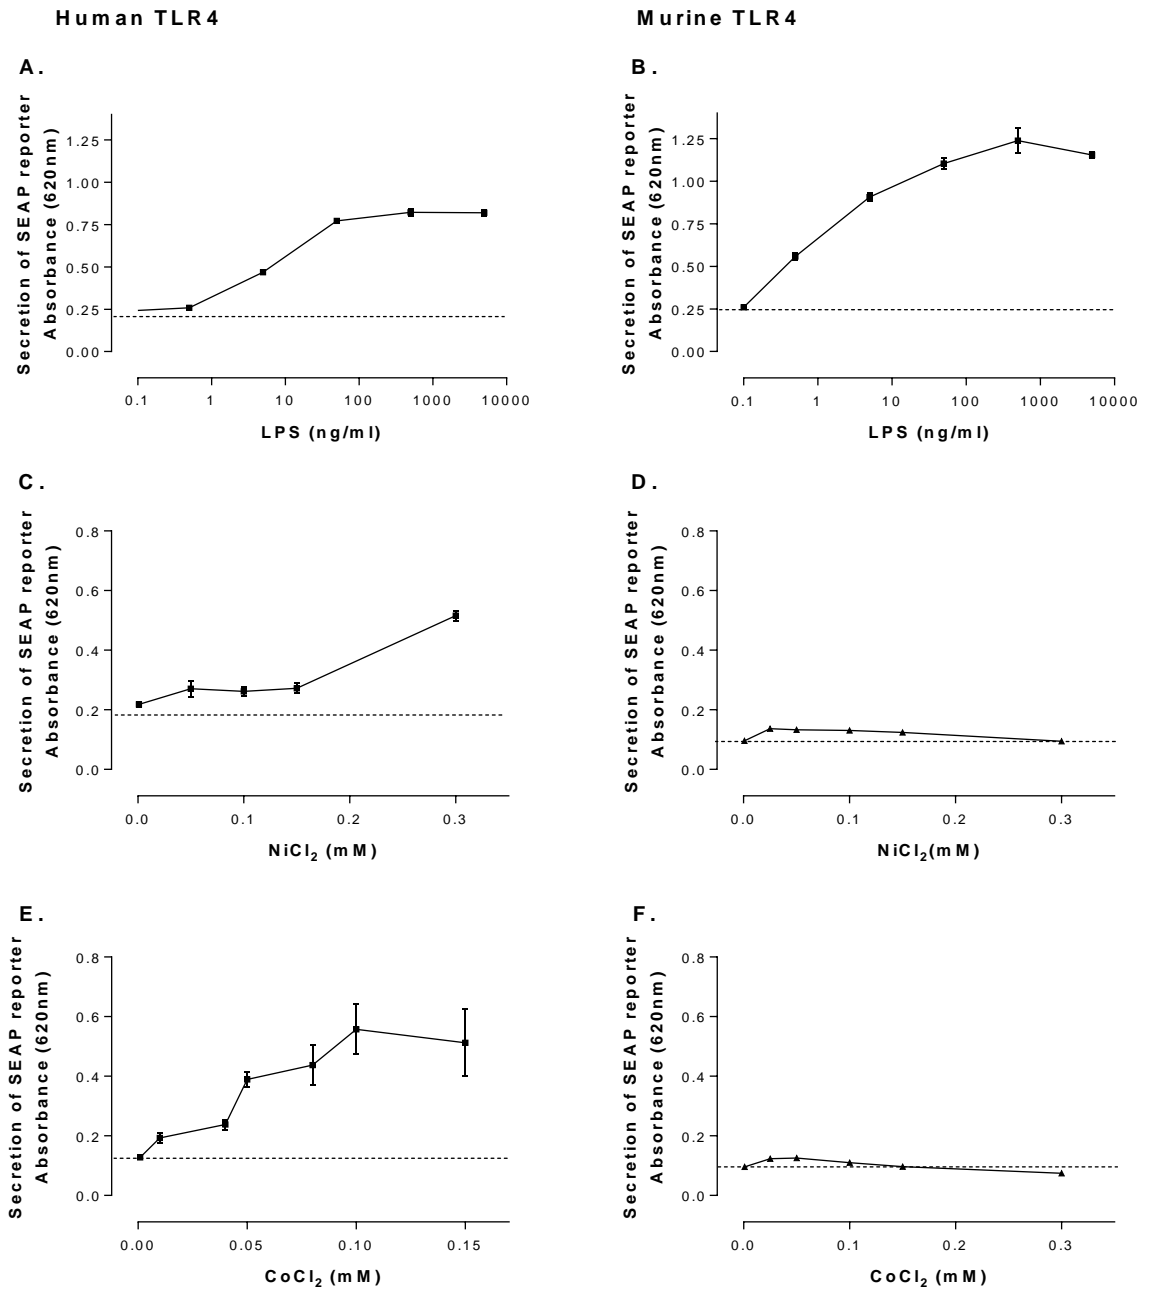 Human TLR4
Murine TLR4
A.
Secretion of SEAP reporter
Absorbance (620nm)
1.25
1.00
0.75
0.50
0.25
0.00
0.1 1 10 100 1000 10000
LPS (ng/ml)
B.
Secretion of SEAP reporter
Absorbance (620nm)
1.25
1.00
0.75
0.50
0.25
0.00
0.1 1 10 100 1000 10000
LPS (ng/ml)
C.
Secretion of SEAP reporter
Absorbance (620nm)
0.8
0.6
0.4
0.2
0.0
0.0 0.1 0.2 0.3
NiCl₂ (mM)
D.
Secretion of SEAP reporter
Absorbance (620nm)
0.8
0.6
0.4
0.2
0.0
0.0 0.1 0.2 0.3
NiCl₂(mM)
E.
Secretion of SEAP reporter
Absorbance (620nm)
0.8
0.6
0.4
0.2
0.0
0.00 0.05 0.10 0.15
CoCl₂ (mM)
F.
Secretion of SEAP reporter
Absorbance (620nm)
0.8
0.6
0.4
0.2
0.0
0.0 0.1 0.2 0.3
CoCl₂ (mM)